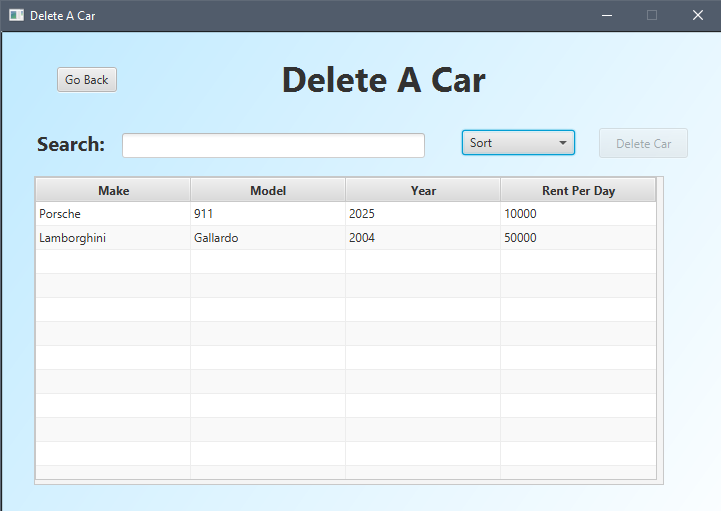 Delete A Car
Go Back
Delete A Car
Search:
Sort
Delete Car
Make Model Year Rent Per Day
Porsche 911 2025 10000
Lamborghini Gallardo 2004 50000